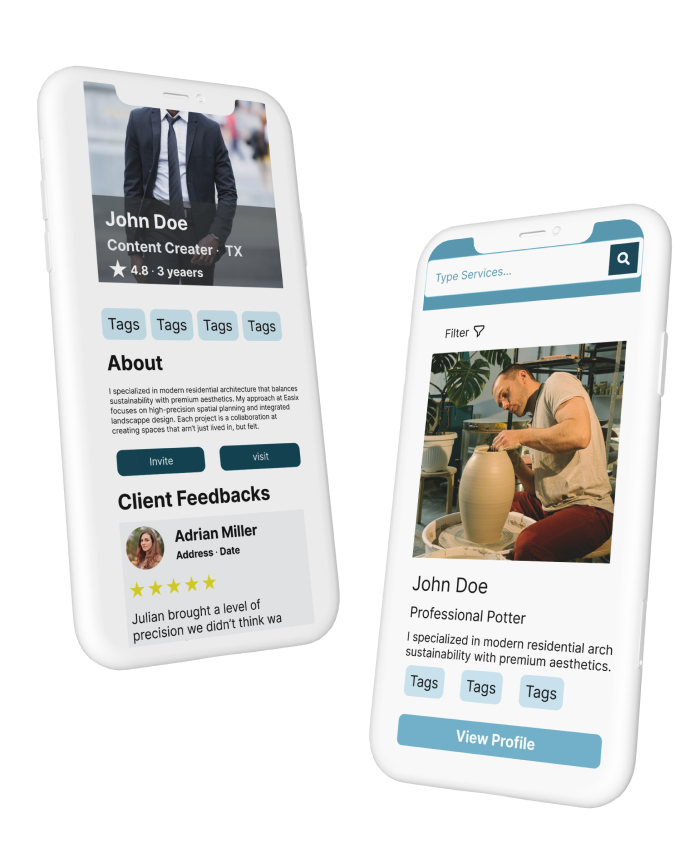 John Doe
Content Creater · TX
4.8 · 3 yeaers
Tags Tags Tags Tags
About
I specialized in modern residential architecture that balances
sustainability with premium aesthetics. My approach at Easix
focuses on high-precision spatial planning and integrated
landscappe design. Each project is a collaboration at
creating spaces that arn't just lived in, but felt.
Invite visit
Client Feedbacks
Adrian Miller
Address · Date
Julian brought a level of
precision we didn't think wa
Type Services...
Filter
John Doe
Professional Potter
I specialized in modern residential arch
sustainability with premium aesthetics.
Tags Tags Tags
View Profile